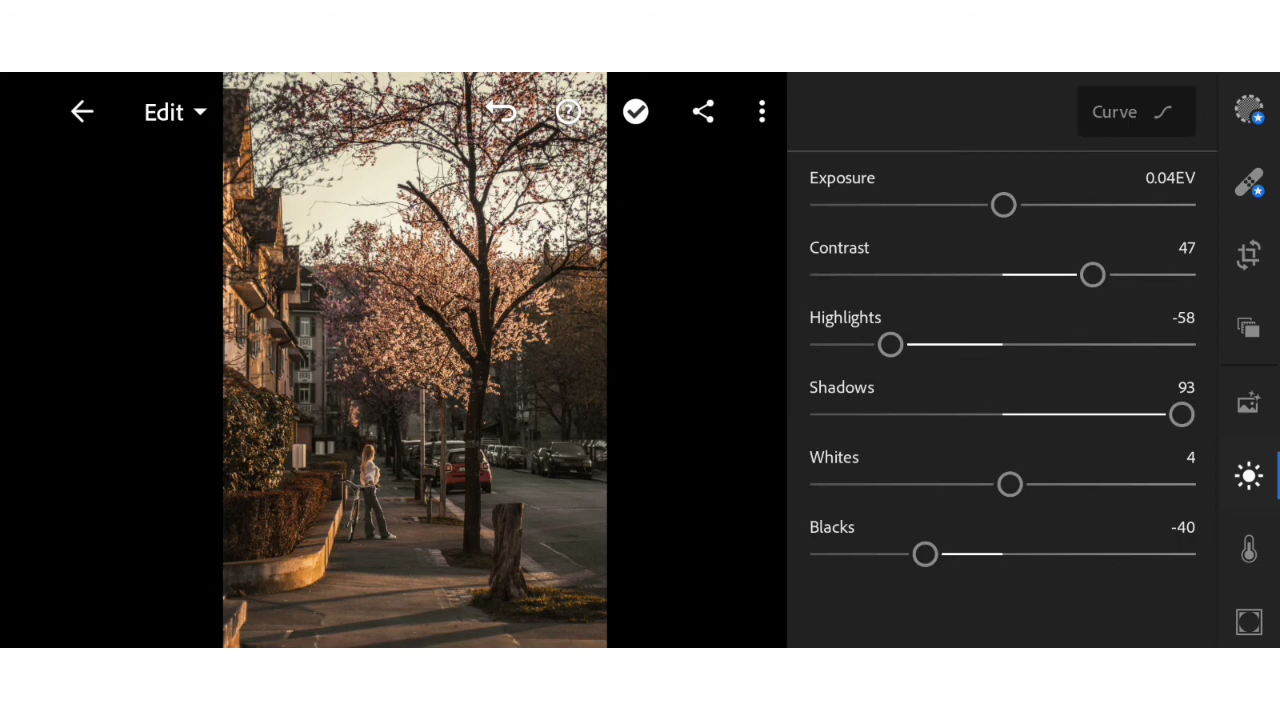 Edit
Curve
Exposure 0.04EV
Contrast 47
Highlights -58
Shadows 93
Whites 4
Blacks -40